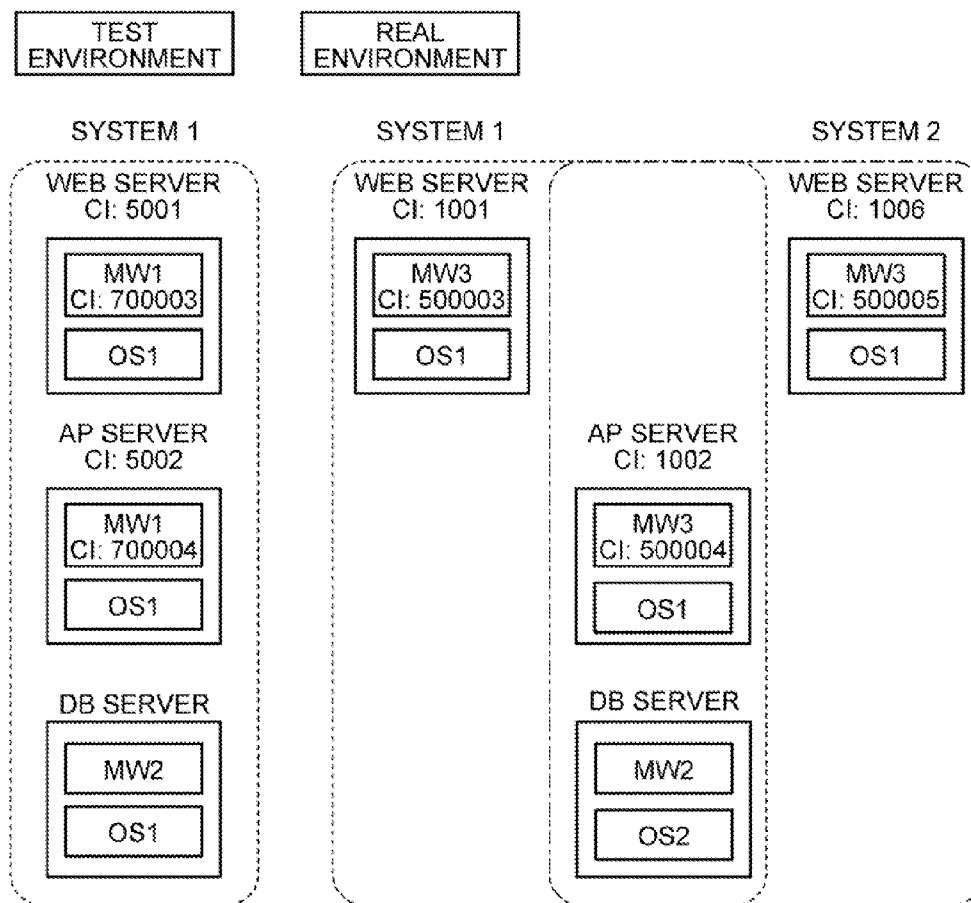 TEST
ENVIRONMENT
REAL
ENVIRONMENT
SYSTEM 1
SYSTEM 1
SYSTEM 2
WEB SERVER
CI: 5001
WEB SERVER
CI: 1001
WEB SERVER
CI: 1006
MW1
CI: 700003
OS1
MW3
CI: 500003
OS1
MW3
CI: 500005
OS1
AP SERVER
CI: 5002
AP SERVER
CI: 1002
MW1
CI: 700004
OS1
MW3
CI: 500004
OS1
DB SERVER
DB SERVER
MW2
OS1
MW2
OS2